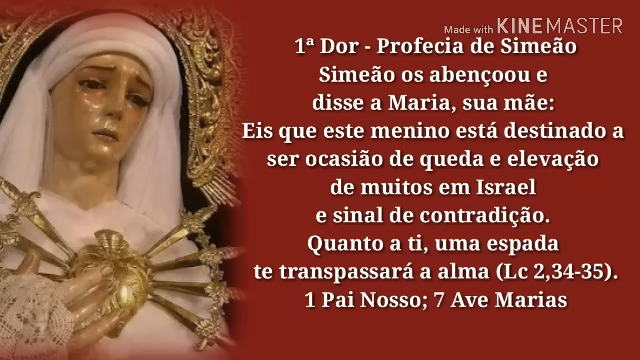 Made with KINEMASTER
1ª Dor - Profecia de Simeão
Simeão os abençoou e
disse a Maria, sua mãe:
Eis que este menino está destinado a
ser ocasião de queda e elevação
de muitos em Israel
e sinal de contradição.
Quanto a ti, uma espada
te transpassará a alma (Lc 2,34-35).
1 Pai Nosso; 7 Ave Marias